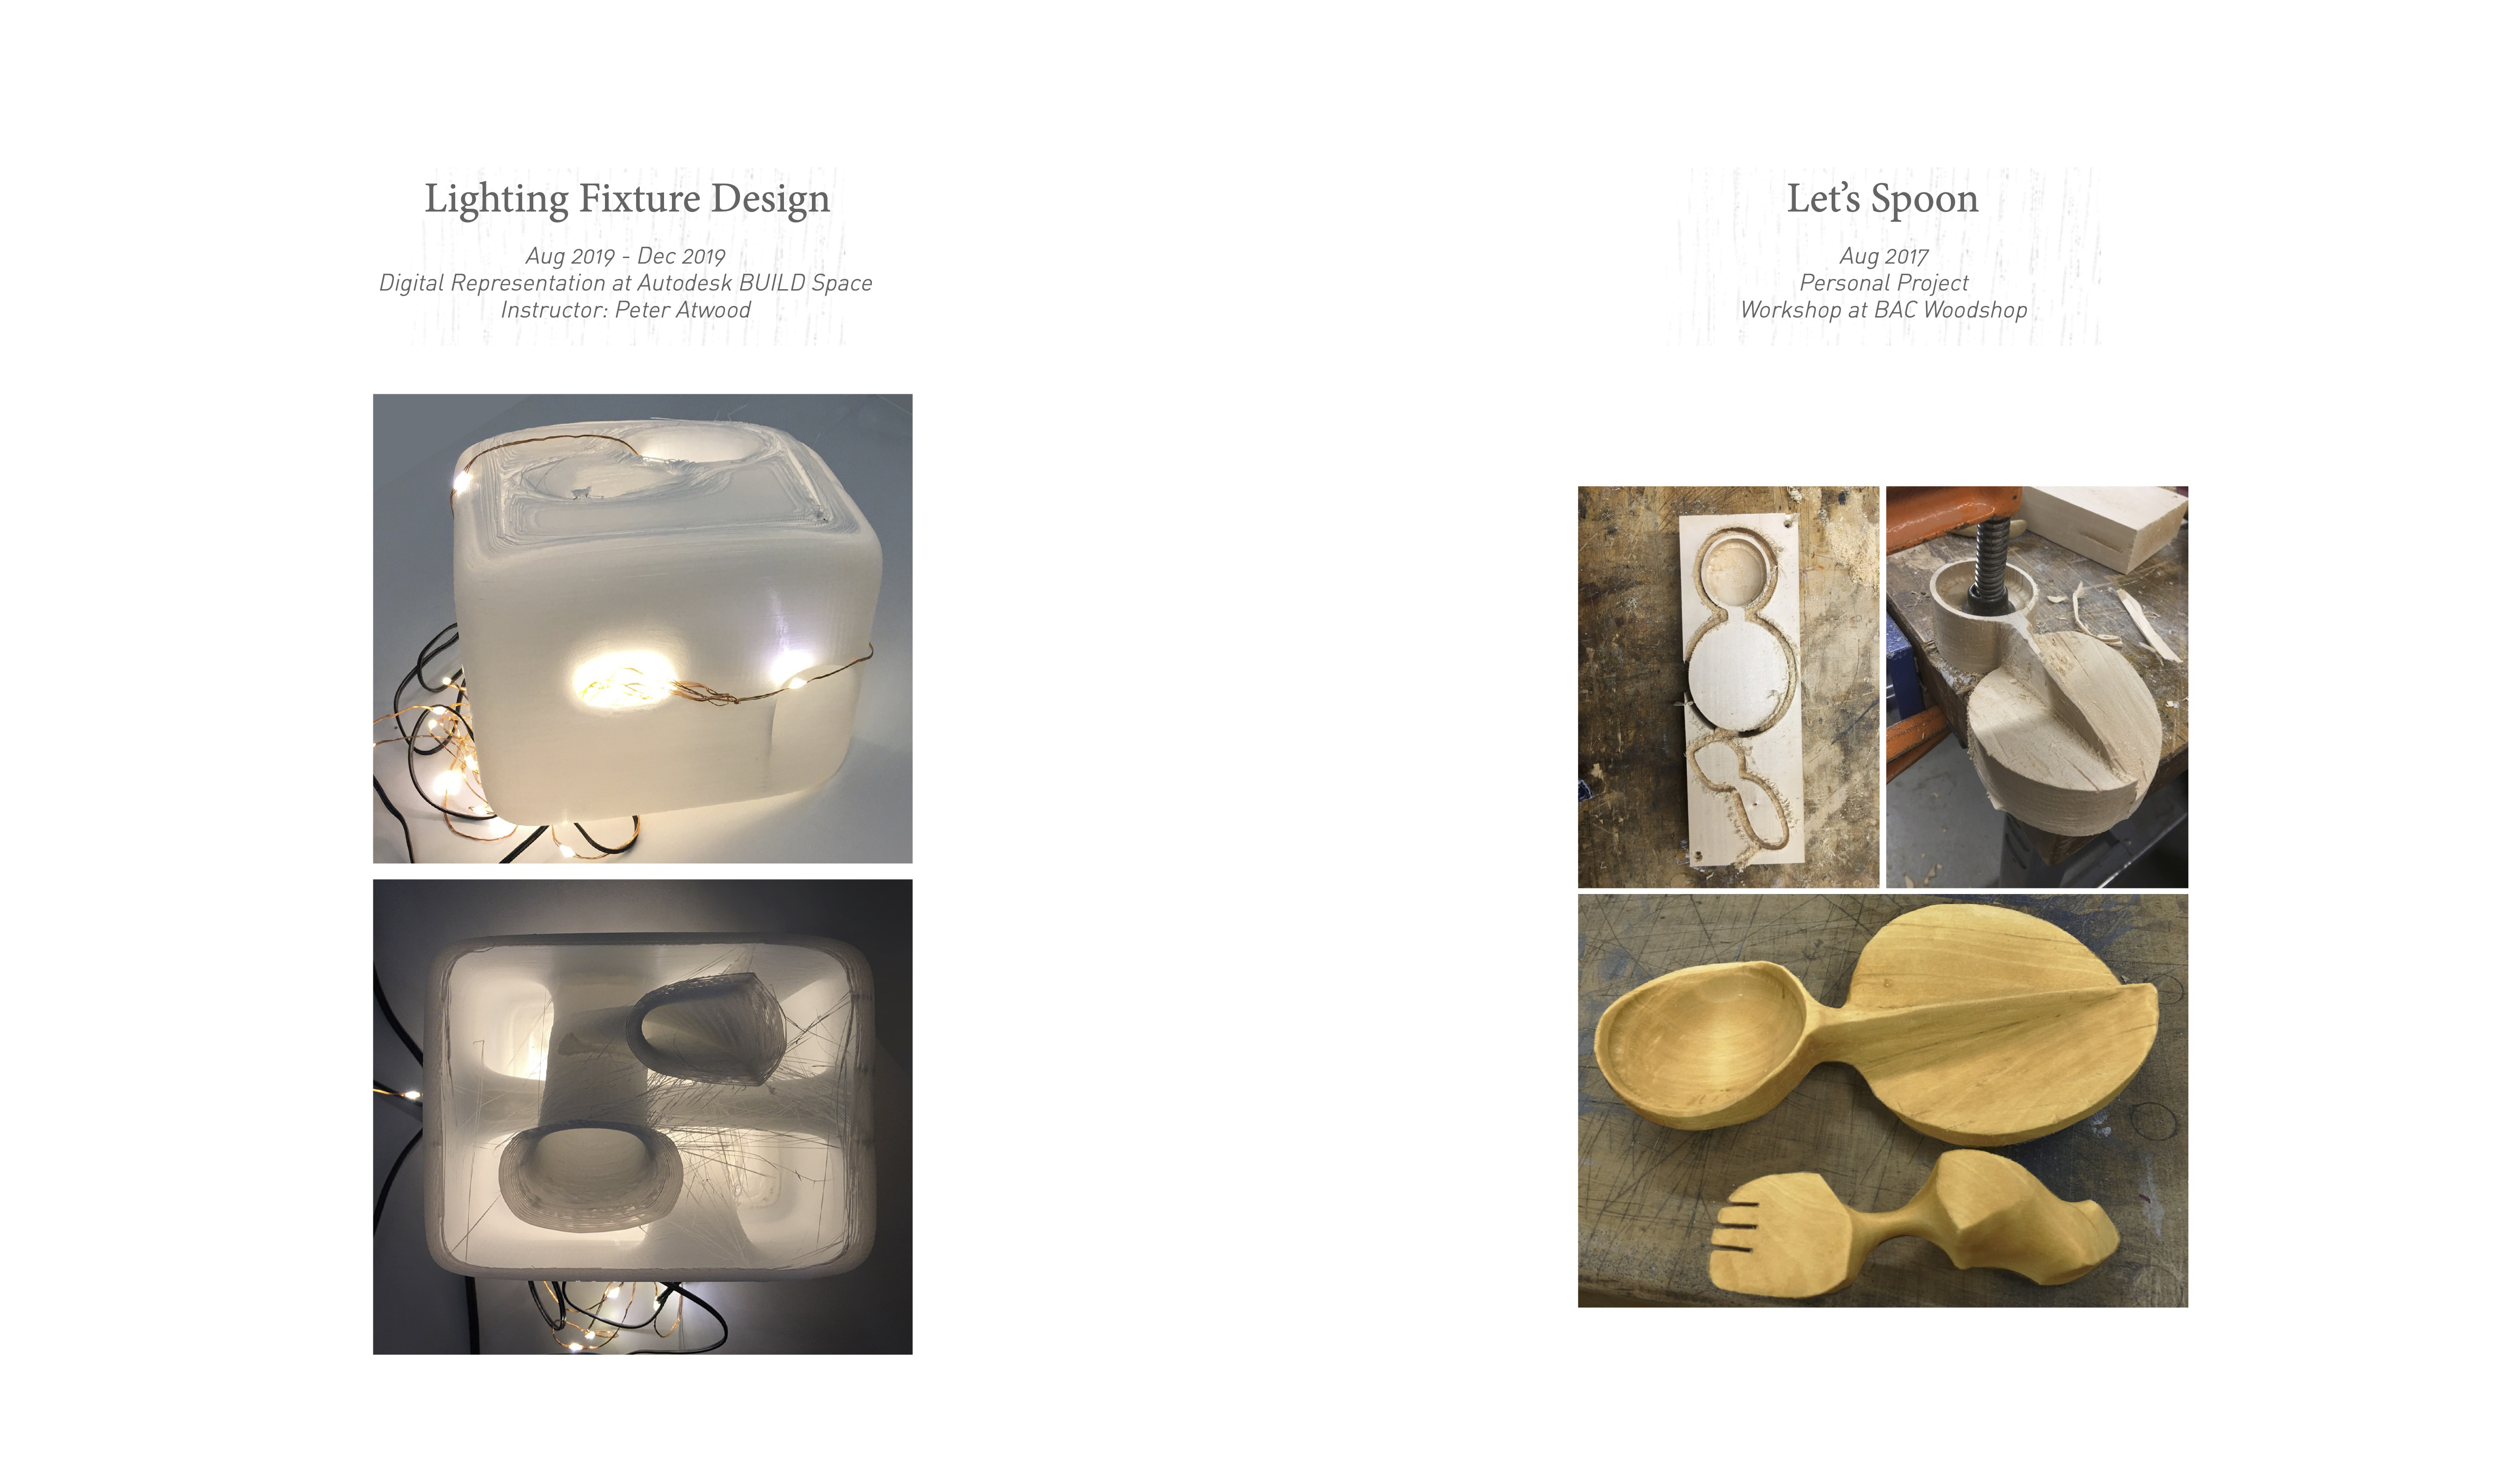 Lighting Fixture Design
Aug 2019 - Dec 2019
Digital Representation at Autodesk BUILD Space
Instructor: Peter Atwood
Let’s Spoon
Aug 2017
Personal Project
Workshop at BAC Woodshop